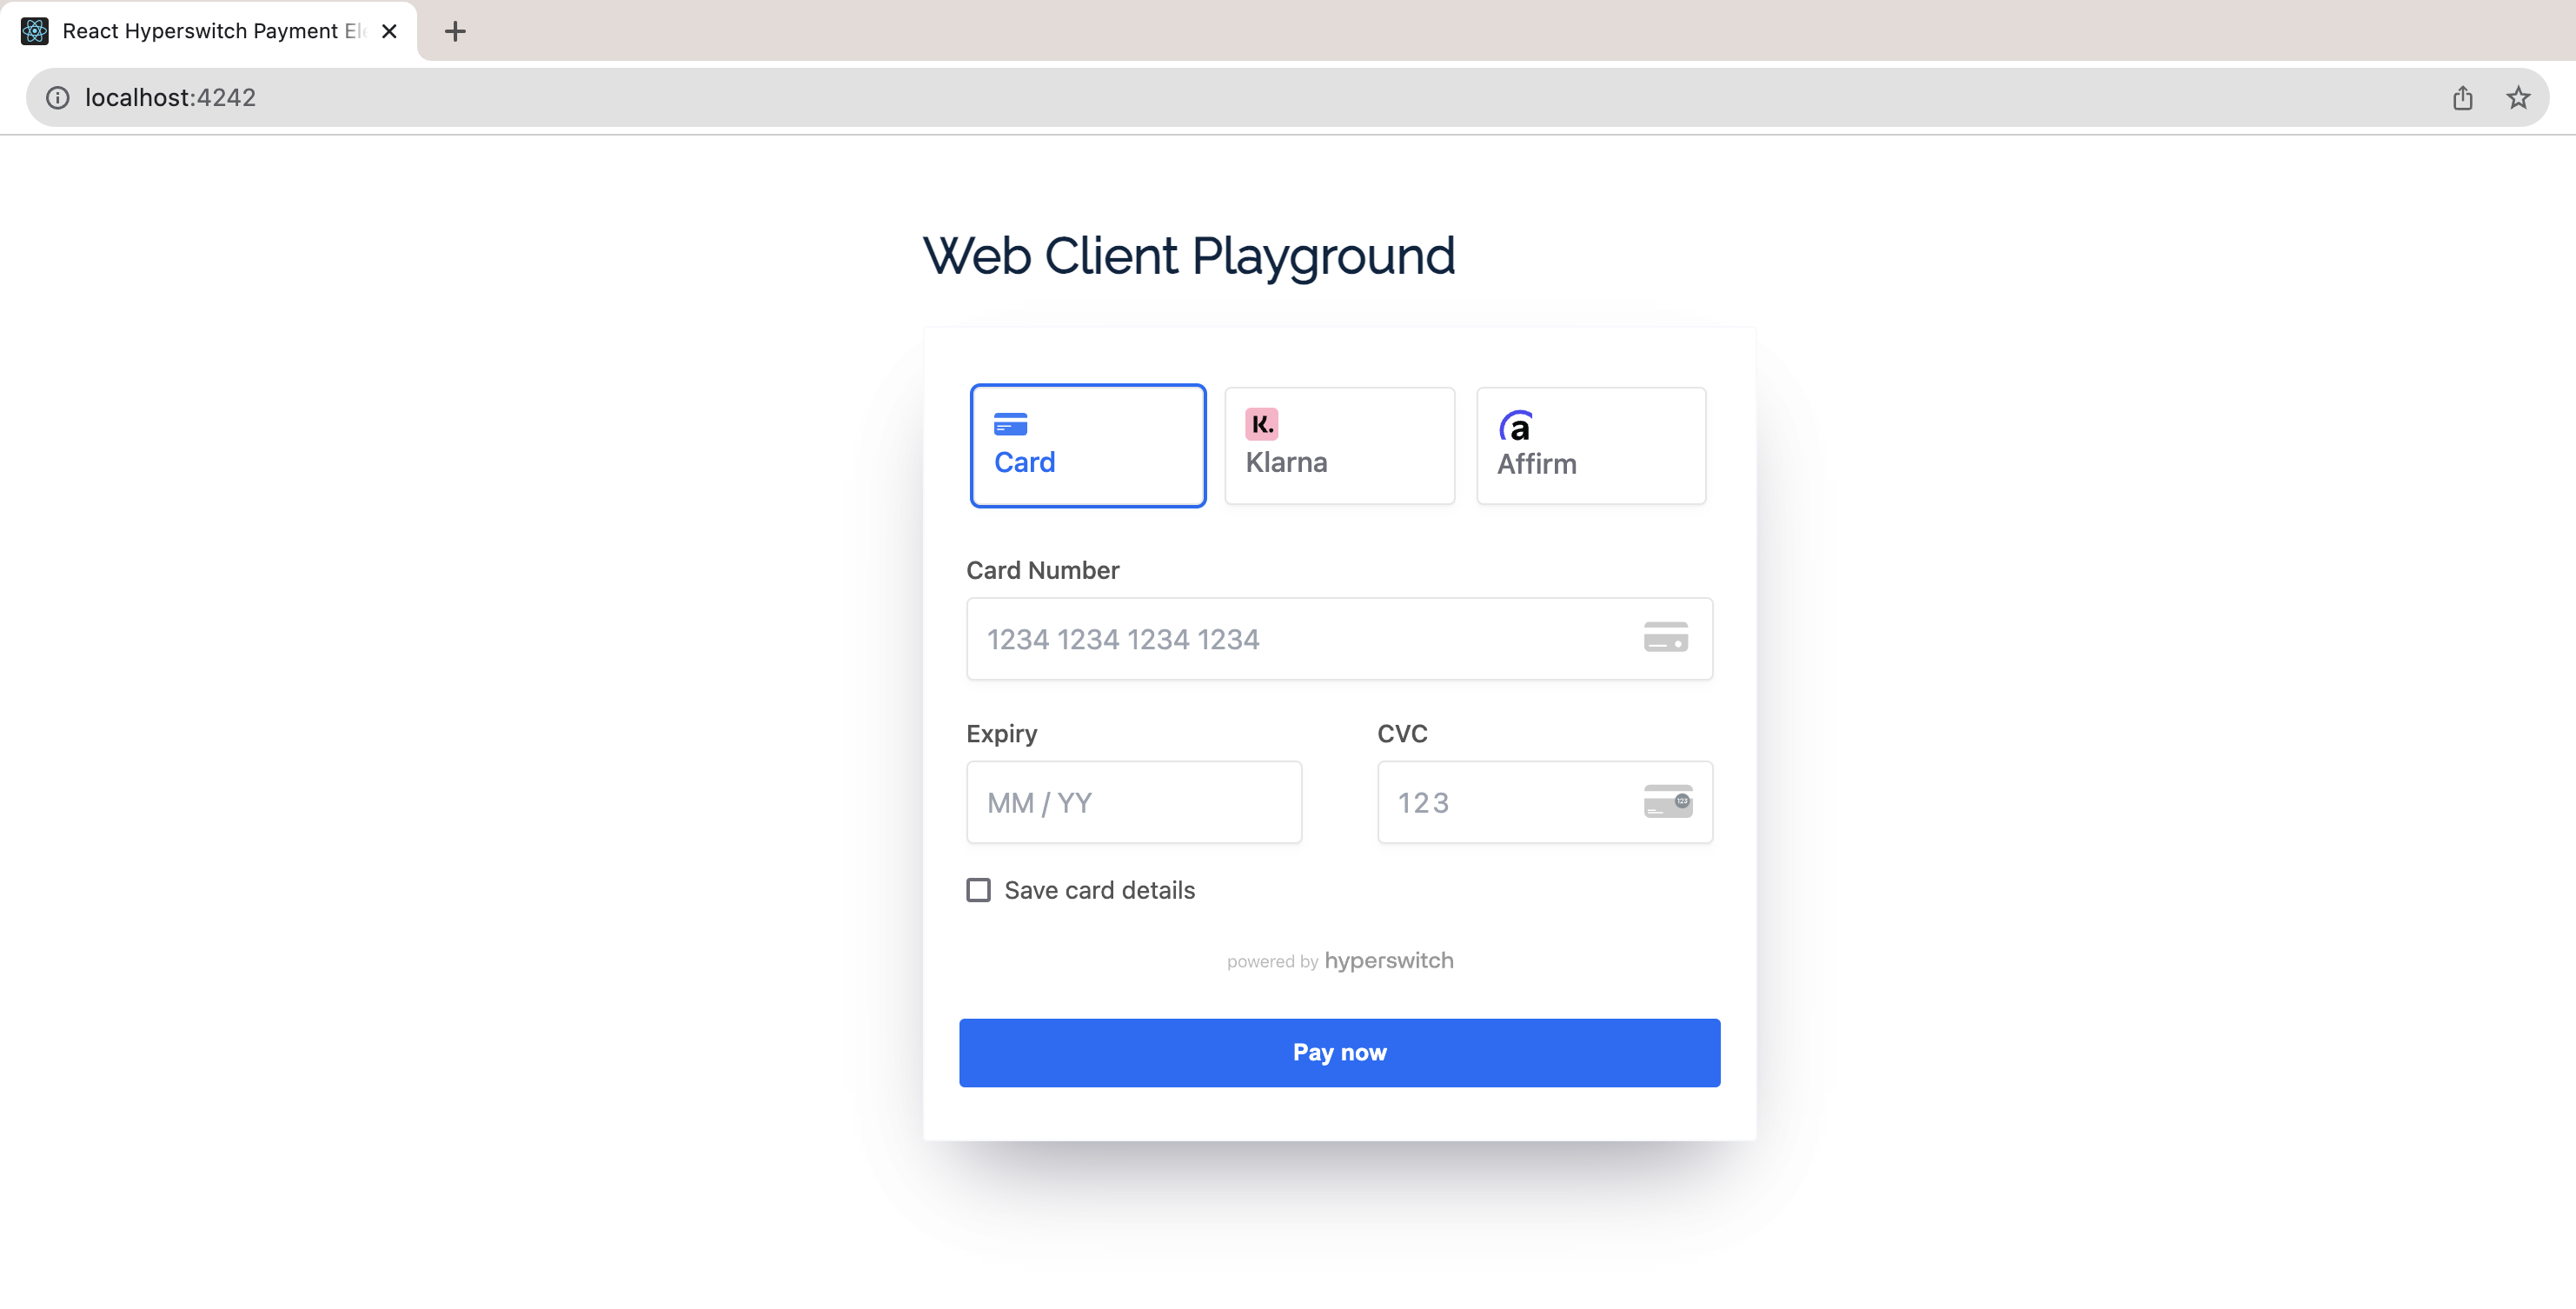 React Hyperswitch Payment
localhost:4242
Web Client Playground
Card
K.
Klarna
a
Affirm
Card Number
1234 1234 1234 1234
Expiry
CVC
MM / YY
123
123
Save card details
powered by hyperswitch
Pay now